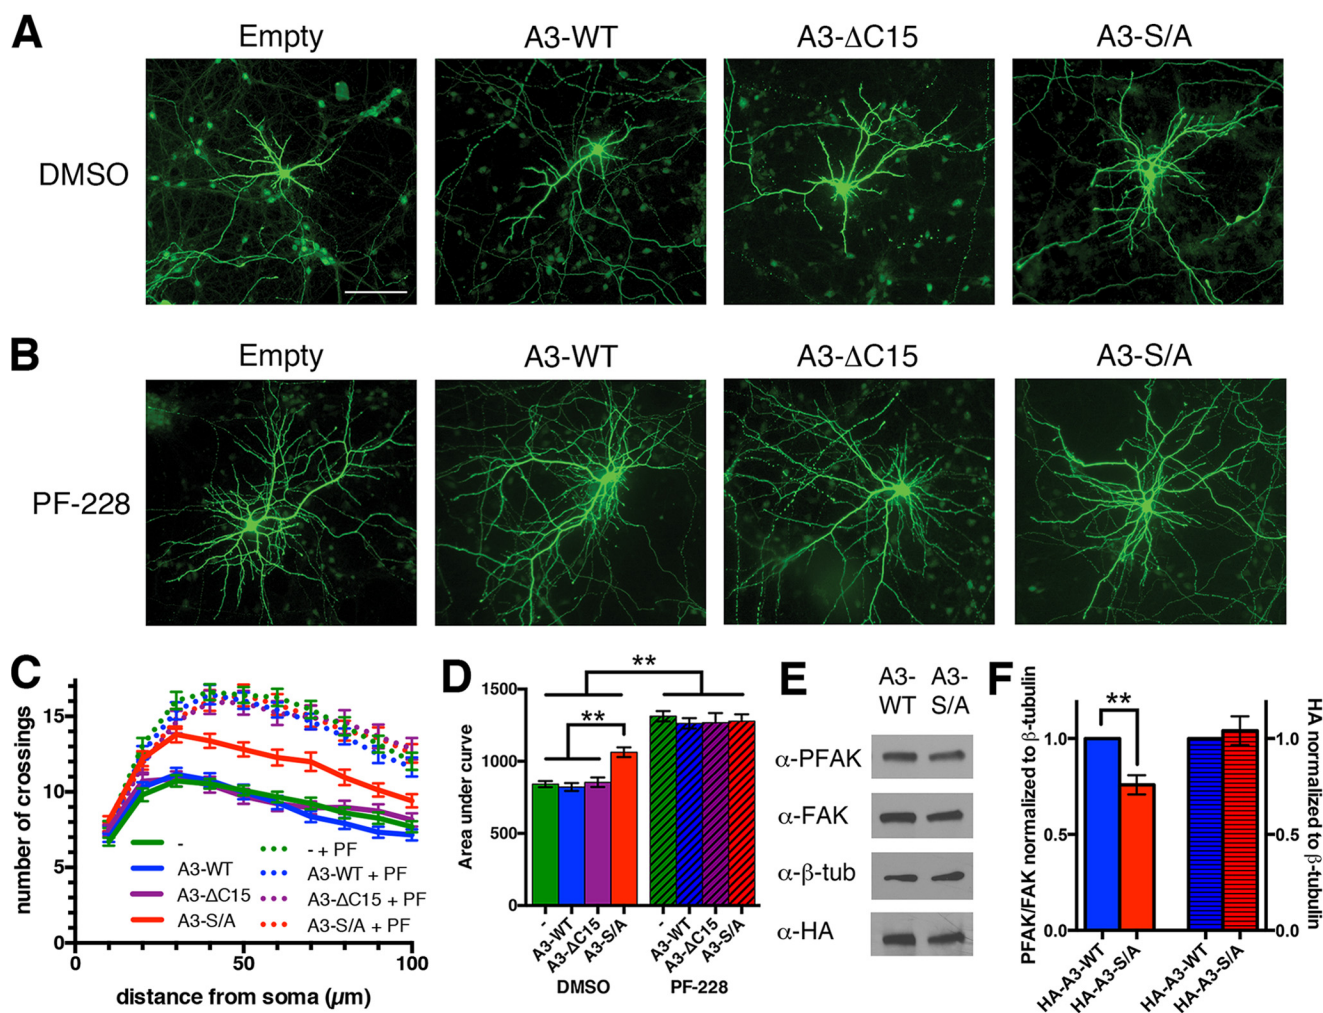 A
Empty
A3-WT
A3-ΔC15
A3-S/A
DMSO
B
Empty
A3-WT
A3-ΔC15
A3-S/A
PF-228
C
number of crossings
15
10
5
0
0
50
100
distance from soma (µm)
-
A3-WT
A3-ΔC15
A3-S/A
- + PF
A3-WT + PF
A3-ΔC15 + PF
A3-S/A + PF
D
Area under curve
1500
1000
500
0
**
**
-
A3-WT
A3-ΔC15
A3-S/A
-
A3-WT
A3-ΔC15
A3-S/A
DMSO
PF-228
E
A3-
WT
A3-
S/A
α-PFAK
α-FAK
α-β-tub
α-HA
F
PFAK/FAK normalized to β-tubulin
1.0
0.5
0.0
**
HA-A3-WT
HA-A3-S/A
HA-A3-WT
HA-A3-S/A
1.0
0.5
0.0
HA normalized to β-tubulin